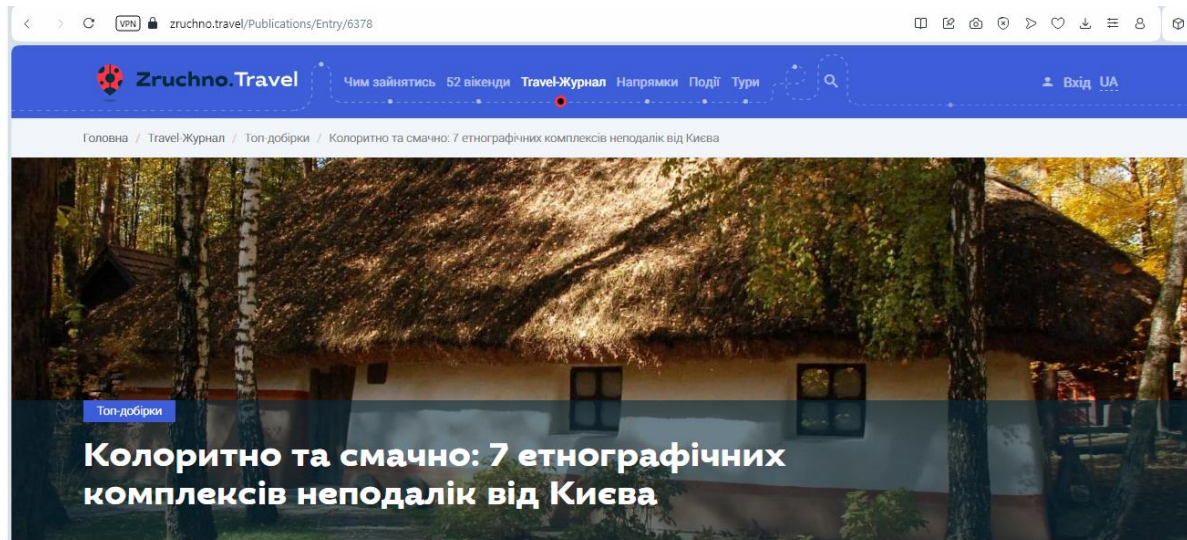 VPN zruchno.travel/Publications/Entry/6378
Zruchno.Travel Чим зайнятись 52 вікенди Travel-Журнал Напрямки Події Тури Вхід UA
Головна / Travel-Журнал / Топ-добірки / Колоритно та смачно: 7 етнографічних комплексів неподалік від Києва
Топ-добірки
Колоритно та смачно: 7 етнографічних
комплексів неподалік від Києва